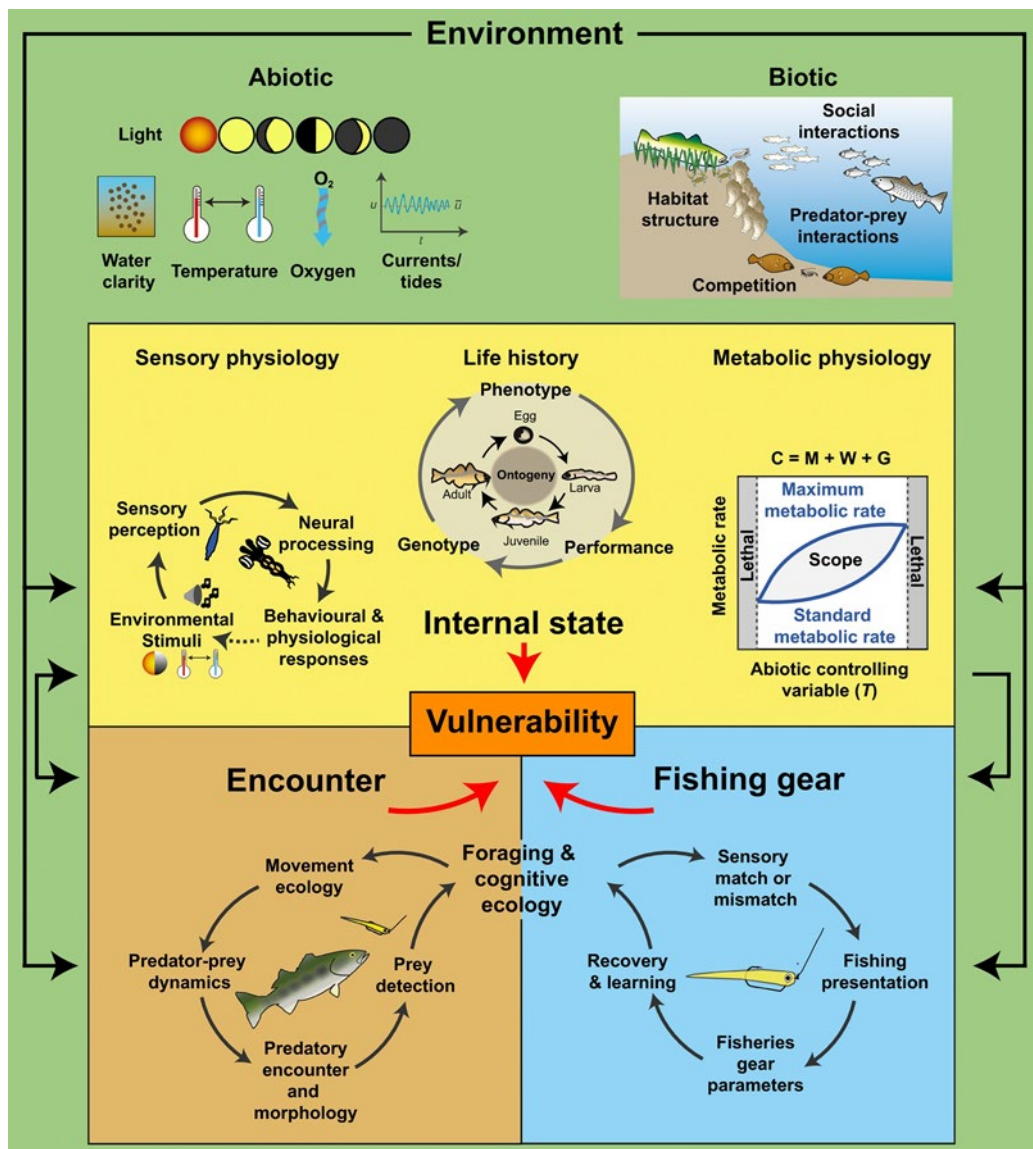 Environment
Abiotic
Biotic
Light
Social
interactions
Habitat
structure
Predator-prey
interactions
Competition
O₂
u
ū
t
Water
clarity
Temperature
Oxygen
Currents/
tides
Sensory physiology
Life history
Metabolic physiology
Sensory
perception
Neural
processing
Environmental
Stimuli
Behavioural &
physiological
responses
Phenotype
Egg
Ontogeny
Adult
Larva
Juvenile
Genotype
Performance
C = M + W + G
Metabolic rate
Lethal
Maximum
metabolic rate
Scope
Standard
metabolic rate
Lethal
Abiotic controlling
variable (T)
Internal state
Vulnerability
Encounter
Fishing gear
Foraging &
cognitive
ecology
Movement
ecology
Predator-prey
dynamics
Predatory
encounter
and
morphology
Prey
detection
Sensory
match or
mismatch
Fishing
presentation
Fisheries
gear
parameters
Recovery
& learning